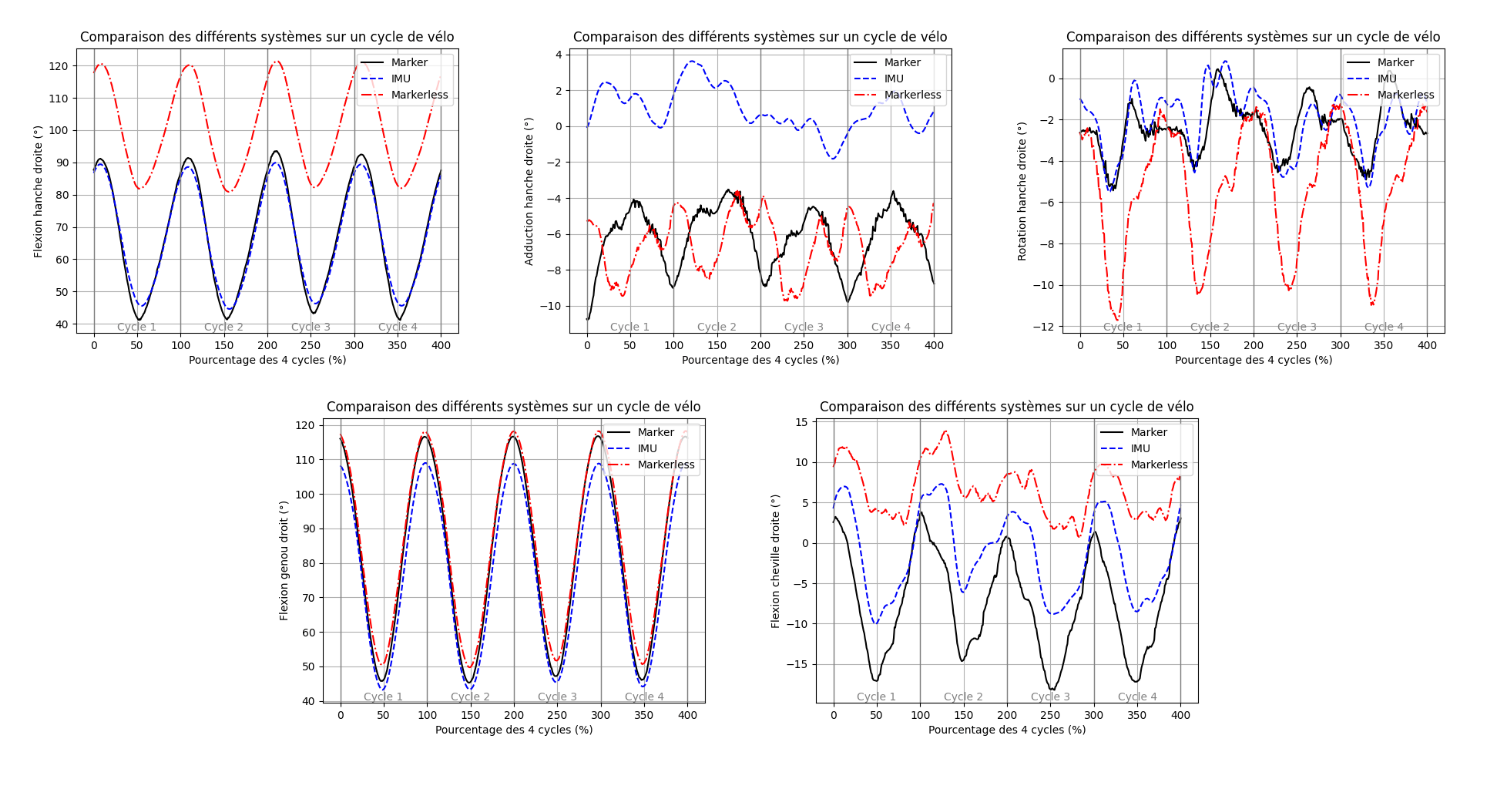 Comparaison des différents systèmes sur un cycle de vélo
Marker
IMU
Markerless
Flexion hanche droite (°)
120
110
100
90
80
70
60
50
40
Cycle 1 Cycle 2 Cycle 3 Cycle 4
0 50 100 150 200 250 300 350 400
Pourcentage des 4 cycles (%)
Comparaison des différents systèmes sur un cycle de vélo
Marker
IMU
Markerless
Adduction hanche droite (°)
4
2
0
−2
−4
−6
−8
−10
Cycle 1 Cycle 2 Cycle 3 Cycle 4
0 50 100 150 200 250 300 350 400
Pourcentage des 4 cycles (%)
Comparaison des différents systèmes sur un cycle de vélo
Marker
IMU
Markerless
Rotation hanche droite (°)
0
−2
−4
−6
−8
−10
−12
Cycle 1 Cycle 2 Cycle 3 Cycle 4
0 50 100 150 200 250 300 350 400
Pourcentage des 4 cycles (%)
Comparaison des différents systèmes sur un cycle de vélo
Marker
IMU
Markerless
Flexion genou droit (°)
120
110
100
90
80
70
60
50
40
Cycle 1 Cycle 2 Cycle 3 Cycle 4
0 50 100 150 200 250 300 350 400
Pourcentage des 4 cycles (%)
Comparaison des différents systèmes sur un cycle de vélo
Marker
IMU
Markerless
Flexion cheville droite (°)
15
10
5
0
−5
−10
−15
Cycle 1 Cycle 2 Cycle 3 Cycle 4
0 50 100 150 200 250 300 350 400
Pourcentage des 4 cycles (%)